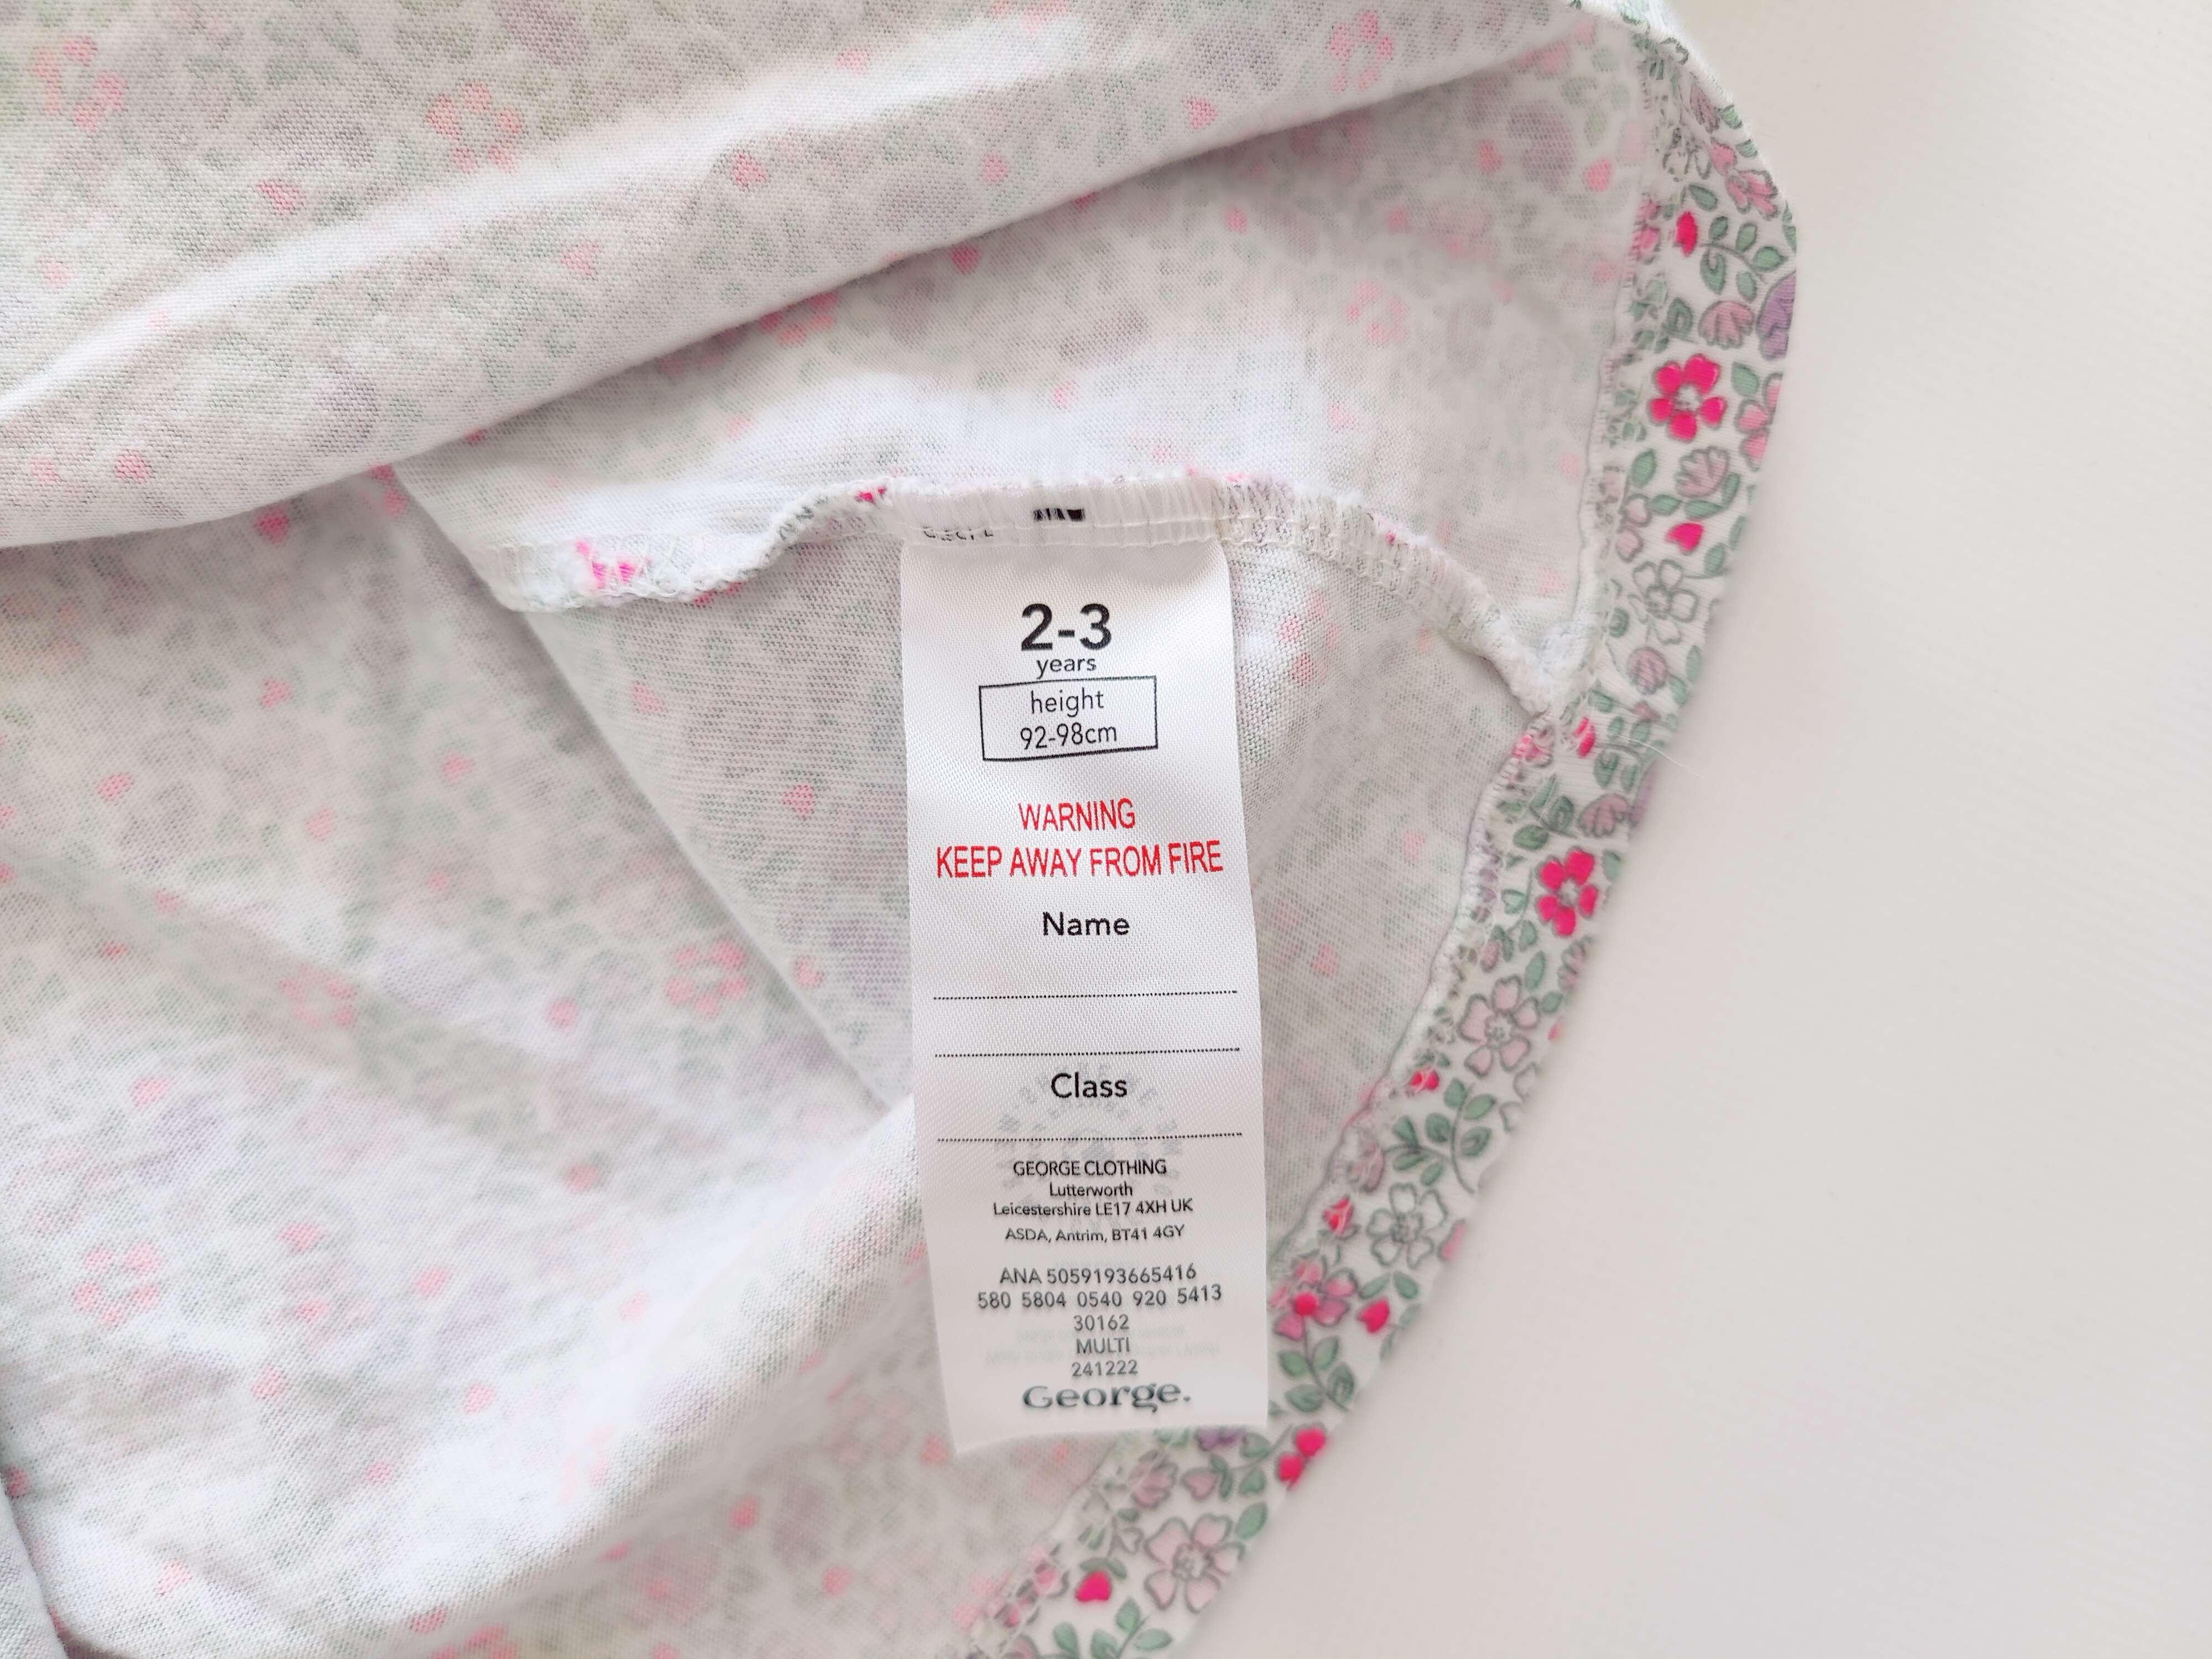 2-3
years
height
92-98cm
WARNING
KEEP AWAY FROM FIRE
Name
Class
GEORGE CLOTHING
Lutterworth
Leicestershire LE17 4XH UK
ASDA, Antrim, BT41 4GY
ANA 5059193665416
580 5804 0540 920 5413
30162
MULTI
241222
George.